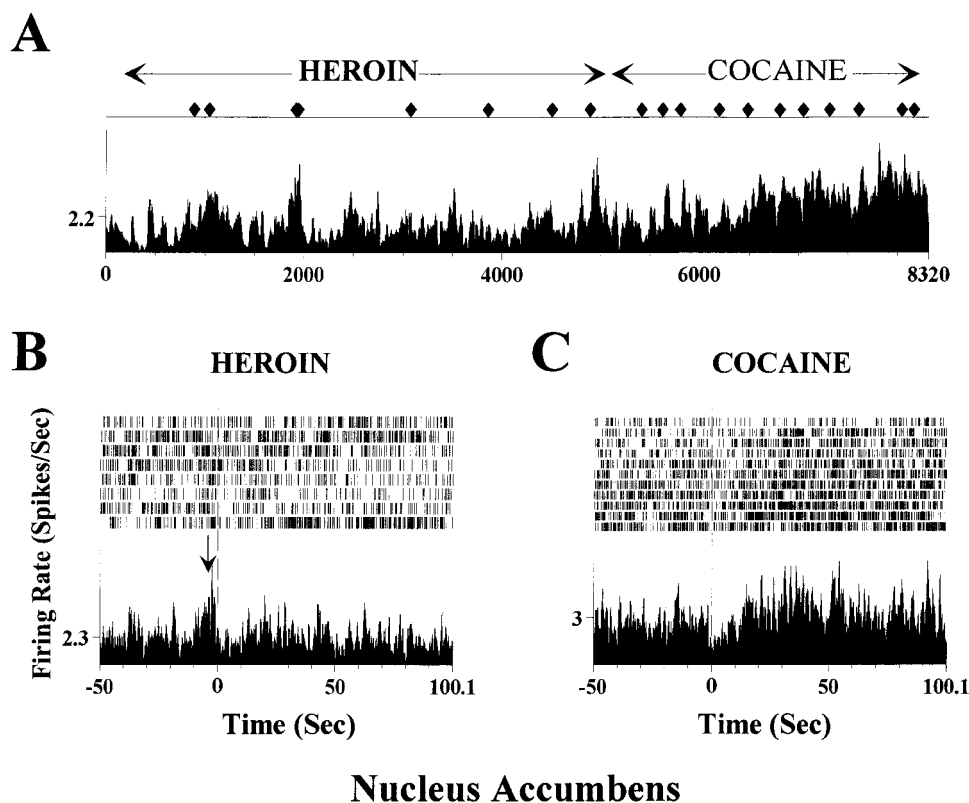 A
HEROIN COCAINE
2.2
0 2000 4000 6000 8320
B HEROIN
C COCAINE
Firing Rate (Spikes/Sec)
2.3
-50 0 50 100.1
Time (Sec)
3
-50 0 50 100.1
Time (Sec)
Nucleus Accumbens